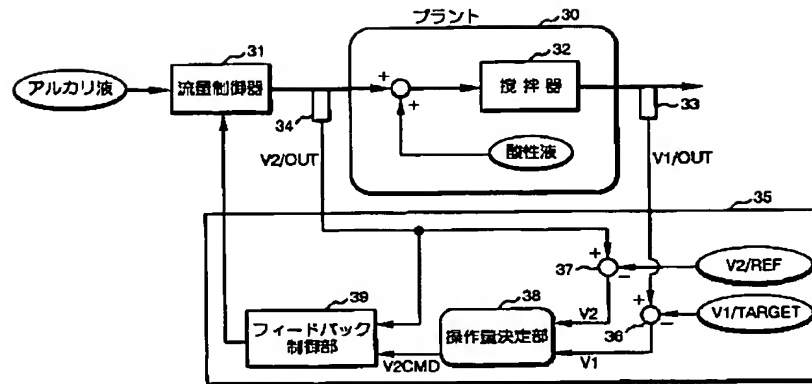 プラント
30
31
32
アルカリ液
流量制御器
+
+
撹拌器
34
33
酸性液
V2/OUT
V1/OUT
35
+
37
-
V2/REF
39
38
V2
+
フィードバック
制御部
操作量決定部
36
-
V1/TARGET
V2CMD
V1